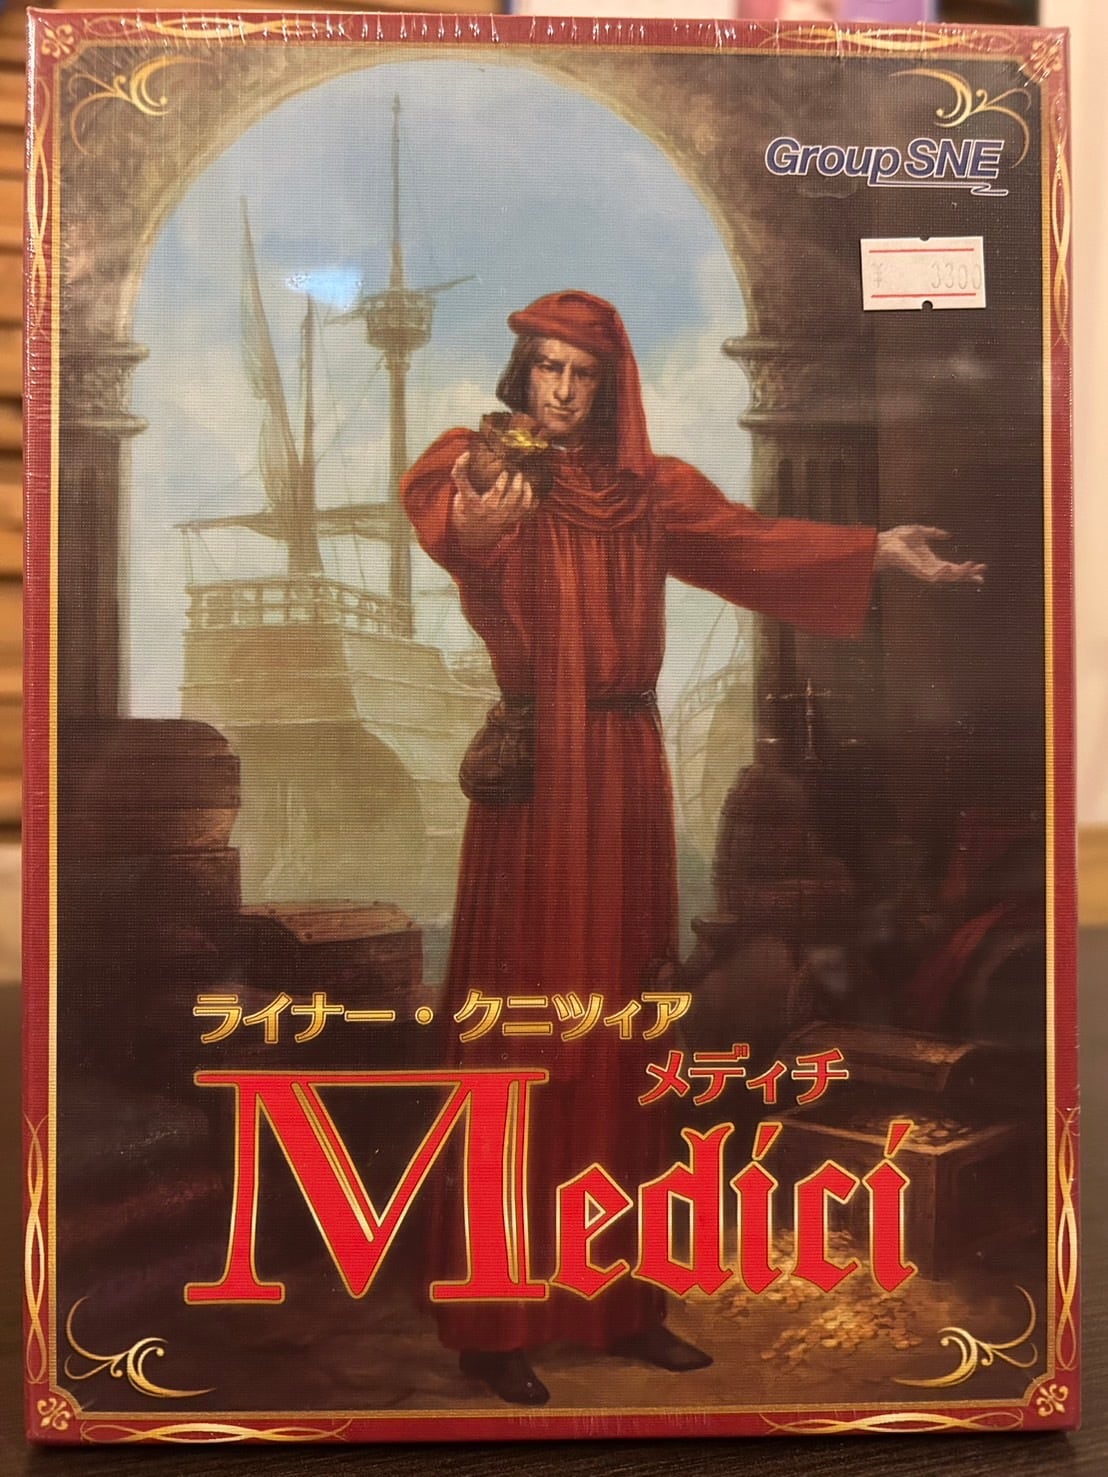 Group SNE
¥ 3300
ライナー・クニツィア
メディチ
Medici